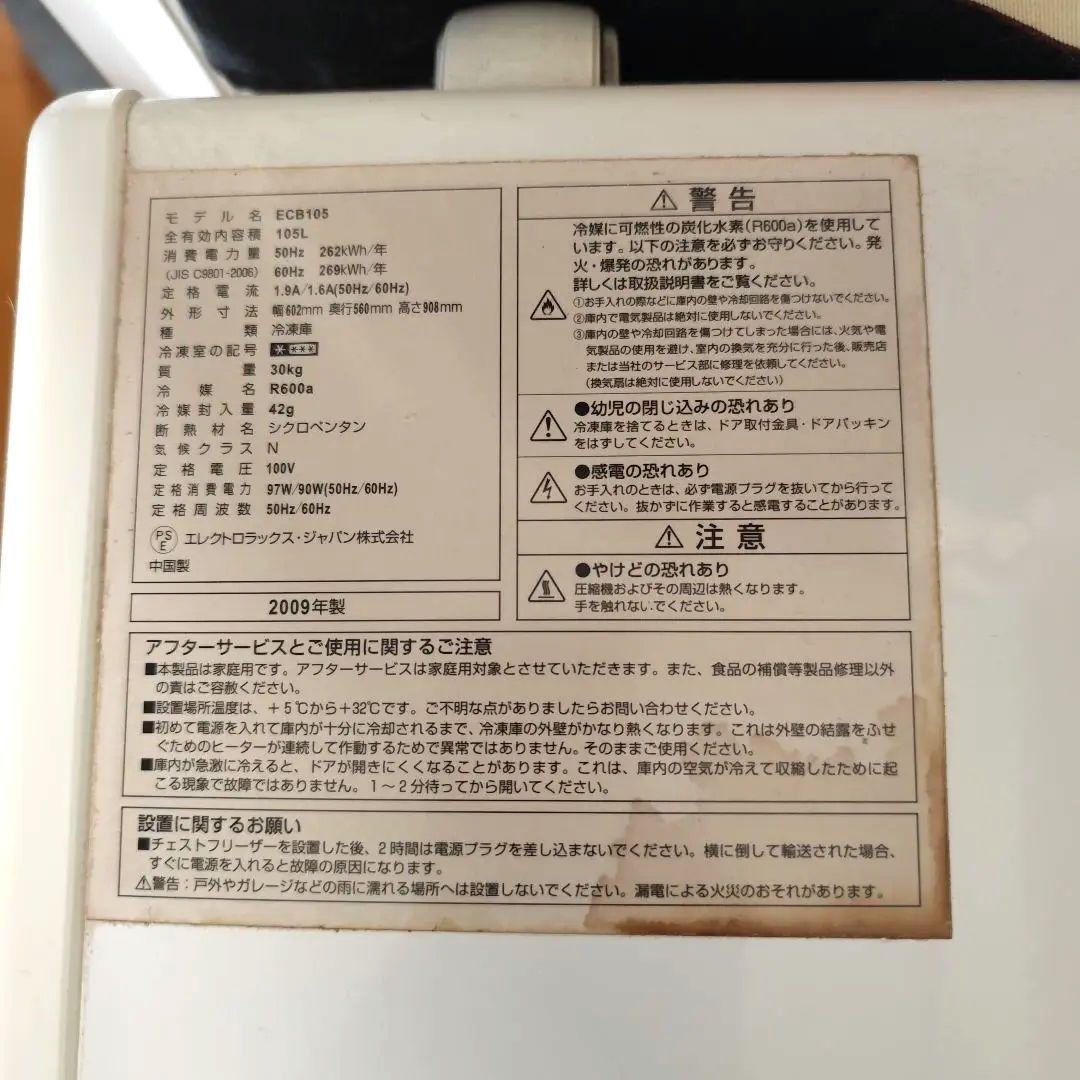 モデル名 ECB105
全有効内容積 105L
消費電力量 50Hz 262kWh/年
(JIS C9801-2006) 60Hz 269kWh/年
定格電流 1.9A/1.6A(50Hz/60Hz)
外形寸法 幅602mm 奥行560mm 高さ908mm
種類 冷凍庫
冷凍室の記号 ****
質量 30kg
冷媒名 R600a
冷媒封入量 42g
断熱材名 シクロペンタン
気候クラス N
定格電圧 100V
定格消費電力 97W/90W(50Hz/60Hz)
定格周波数 50Hz/60Hz
PSE エレクトロラックス・ジャパン株式会社
中国製
2009年製
⚠警告
冷媒に可燃性の炭化水素(R600a)を使用して
います。以下の注意を必ずお守りください。発
火・爆発の恐れがあります。
詳しくは取扱説明書をご覧ください。
①お手入れの際などに庫内の壁や冷却回路を傷つけないでください。
②庫内で電気製品は絶対に使用しないでください。
③庫内の壁や冷却回路を傷つけてしまった場合には、火気や電
気製品の使用を避け、室内の換気を充分に行った後、販売店
または当社のサービス部に修理を依頼してください。
(換気扇は絶対に使用しないでください)
●幼児の閉じ込みの恐れあり
冷凍庫を捨てるときは、ドア取付金具・ドアパッキン
をはずしてください。
●感電の恐れあり
お手入れのときは、必ず電源プラグを抜いてから行って
ください。抜かずに作業すると感電することがあります。
⚠注意
●やけどの恐れあり
圧縮機およびその周辺は熱くなります。
手を触れないでください。
アフターサービスとご使用に関するご注意
■本製品は家庭用です。アフターサービスは家庭用対象とさせていただきます。また、食品の補償等製品修理以外
の責はご容赦ください。
■設置場所温度は、＋5℃から＋32℃です。ご不明な点がありましたらお問い合わせください。
■初めて電源を入れて庫内が十分に冷却されるまで、冷凍庫の外壁がかなり熱くなります。これは外壁の結露をふせ
ぐためのヒーターが連続して作動するためで異常ではありません。そのままご使用ください。
■庫内が急激に冷えると、ドアが開きにくくなることがあります。これは、庫内の空気が冷えて収縮したために起
こる現象で故障ではありません。1～2分待ってから開いてください。
設置に関するお願い
■チェストフリーザーを設置した後、2時間は電源プラグを差し込まないでください。横に倒して輸送された場合、
すぐに電源を入れると故障の原因になります。
⚠警告：戸外やガレージなどの雨に濡れる場所へは設置しないでください。漏電による火災のおそれがあります。